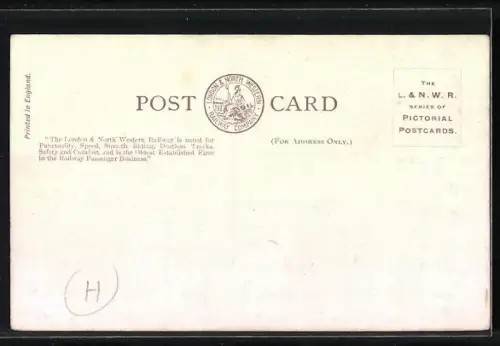 Printed in England.
POST CARD
LONDON & NORTH WESTERN
RAILWAY COMPANY
THE
L. & N. W. R.
SERIES OF
PICTORIAL
POSTCARDS.
"The London & North Western Railway is noted for
Punctuality, Speed, Smooth Riding, Dustless Tracks,
Safety and Comfort, and is the Oldest Established Firm
in the Railway Passenger Business."
(FOR ADDRESS ONLY.)
H